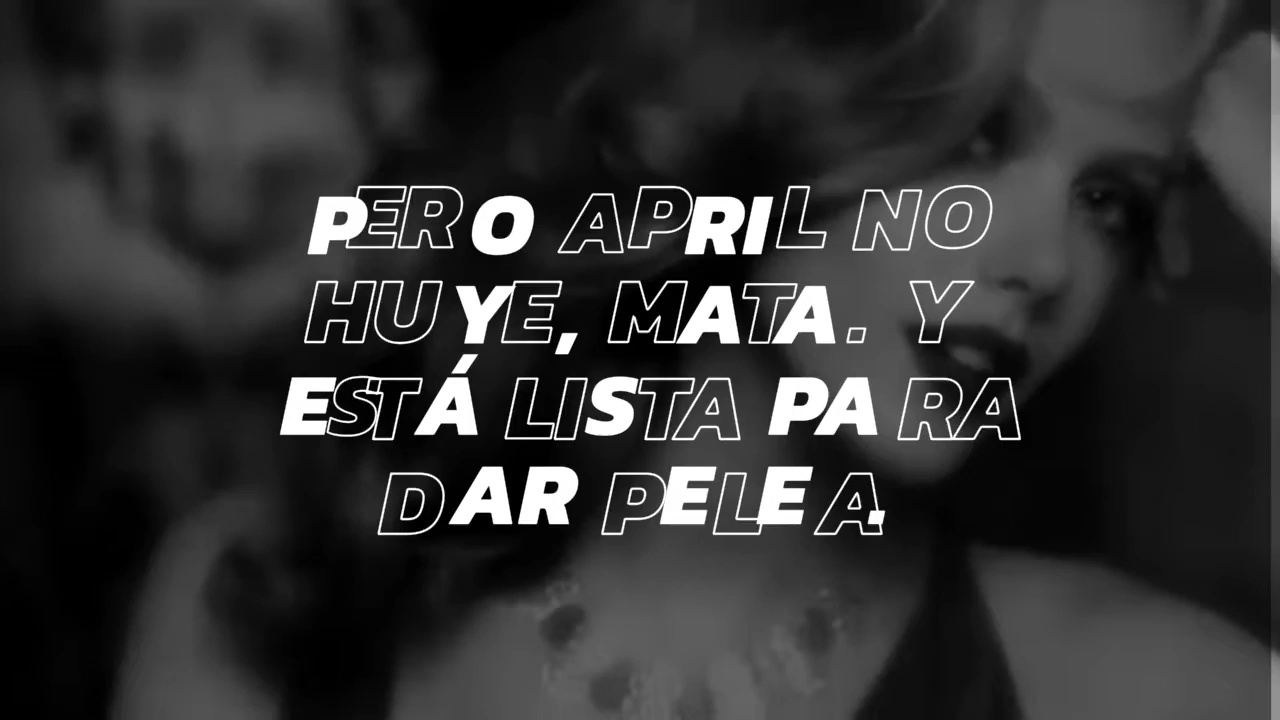 PERO APRIL NO
HUYE, MATA. Y
ESTÁ LISTA PARA
DAR PELEA.